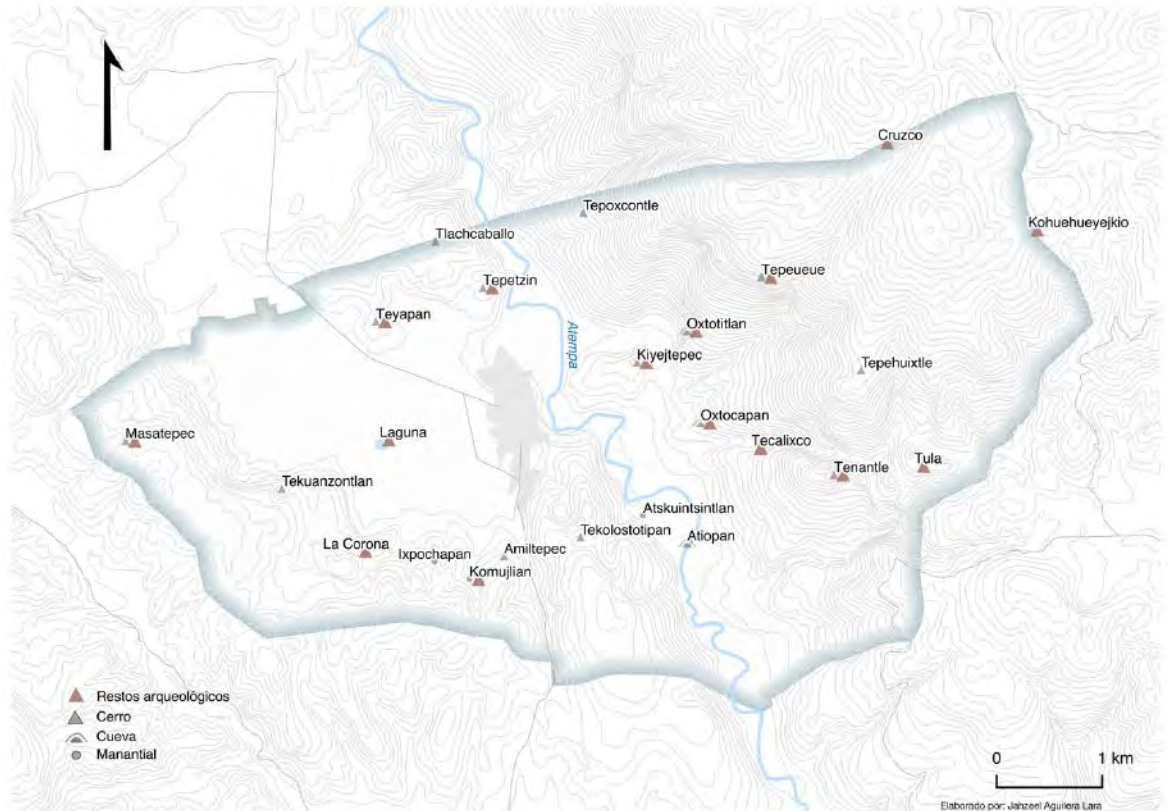 Cruzco
Tepoxcontle
Kohuehueyejkio
Tlachcaballo
Tepeueue
Tepetzin
Teyapan
Oxtotitlan
Atempa
Kiyejtepec
Tepehuixtle
Oxtocapan
Masatepec
Laguna
Tecalixco
Tula
Tenantle
Tekuanzontlan
Atskuintsintlan
Tekolostotipan
Atiopan
La Corona
Ixpochapan
Amiltepec
Komujlian
Restos arqueológicos
Cerro
Cueva
Manantial
0 1 km
Elaborado por: Jahzeel Aguilera Lara